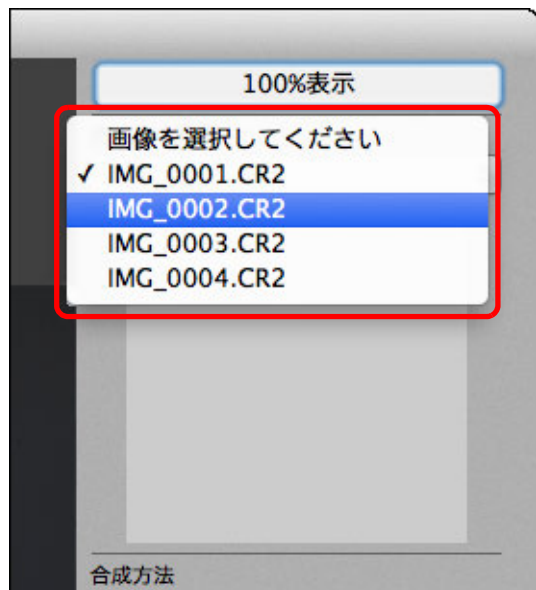 100%表示
画像を選択してください
✓ IMG_0001.CR2
IMG_0002.CR2
IMG_0003.CR2
IMG_0004.CR2
合成方法